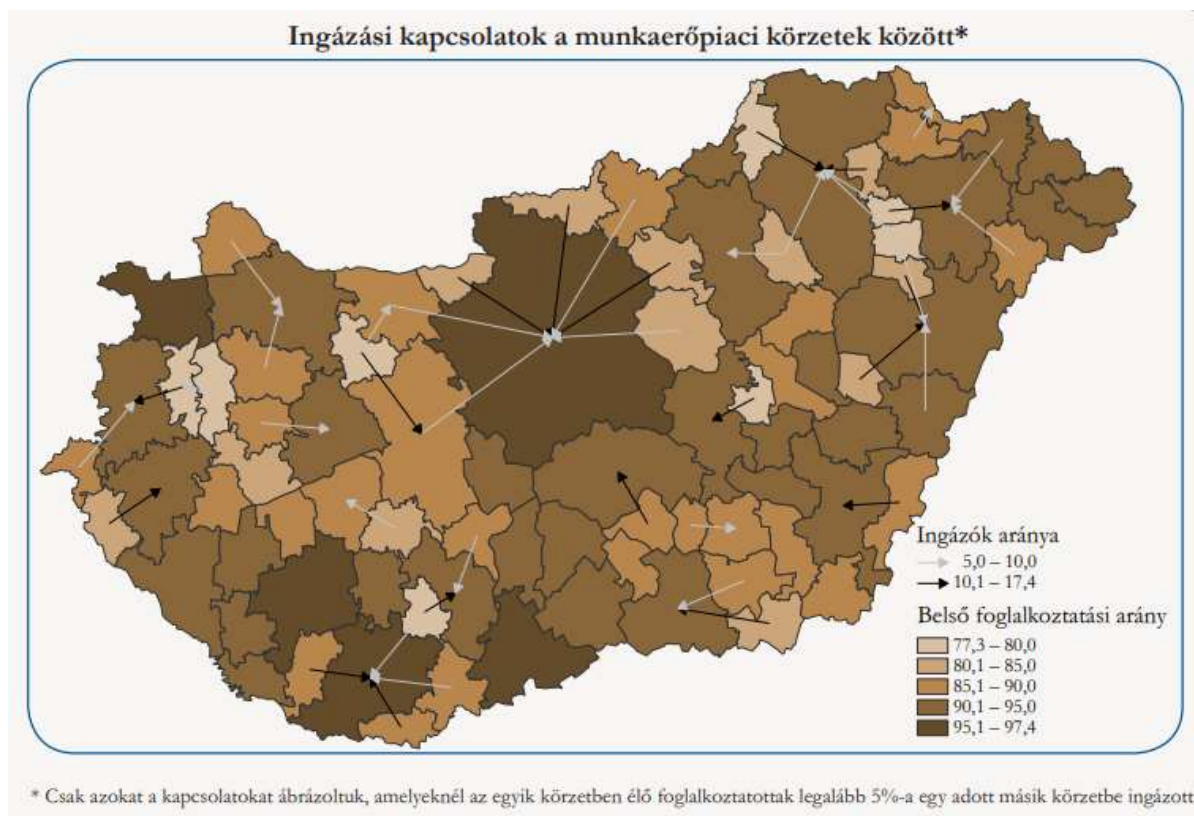 Ingázási kapcsolatok a munkaerőpiaci körzetek között*
Ingázók aránya
5,0 – 10,0
10,1 – 17,4
Belső foglalkoztatási arány
77,3 – 80,0
80,1 – 85,0
85,1 – 90,0
90,1 – 95,0
95,1 – 97,4
* Csak azokat a kapcsolatokat ábrázoltuk, amelyeknél az egyik körzetben élő foglalkoztatottak legalább 5%-a egy adott másik körzetbe ingázott